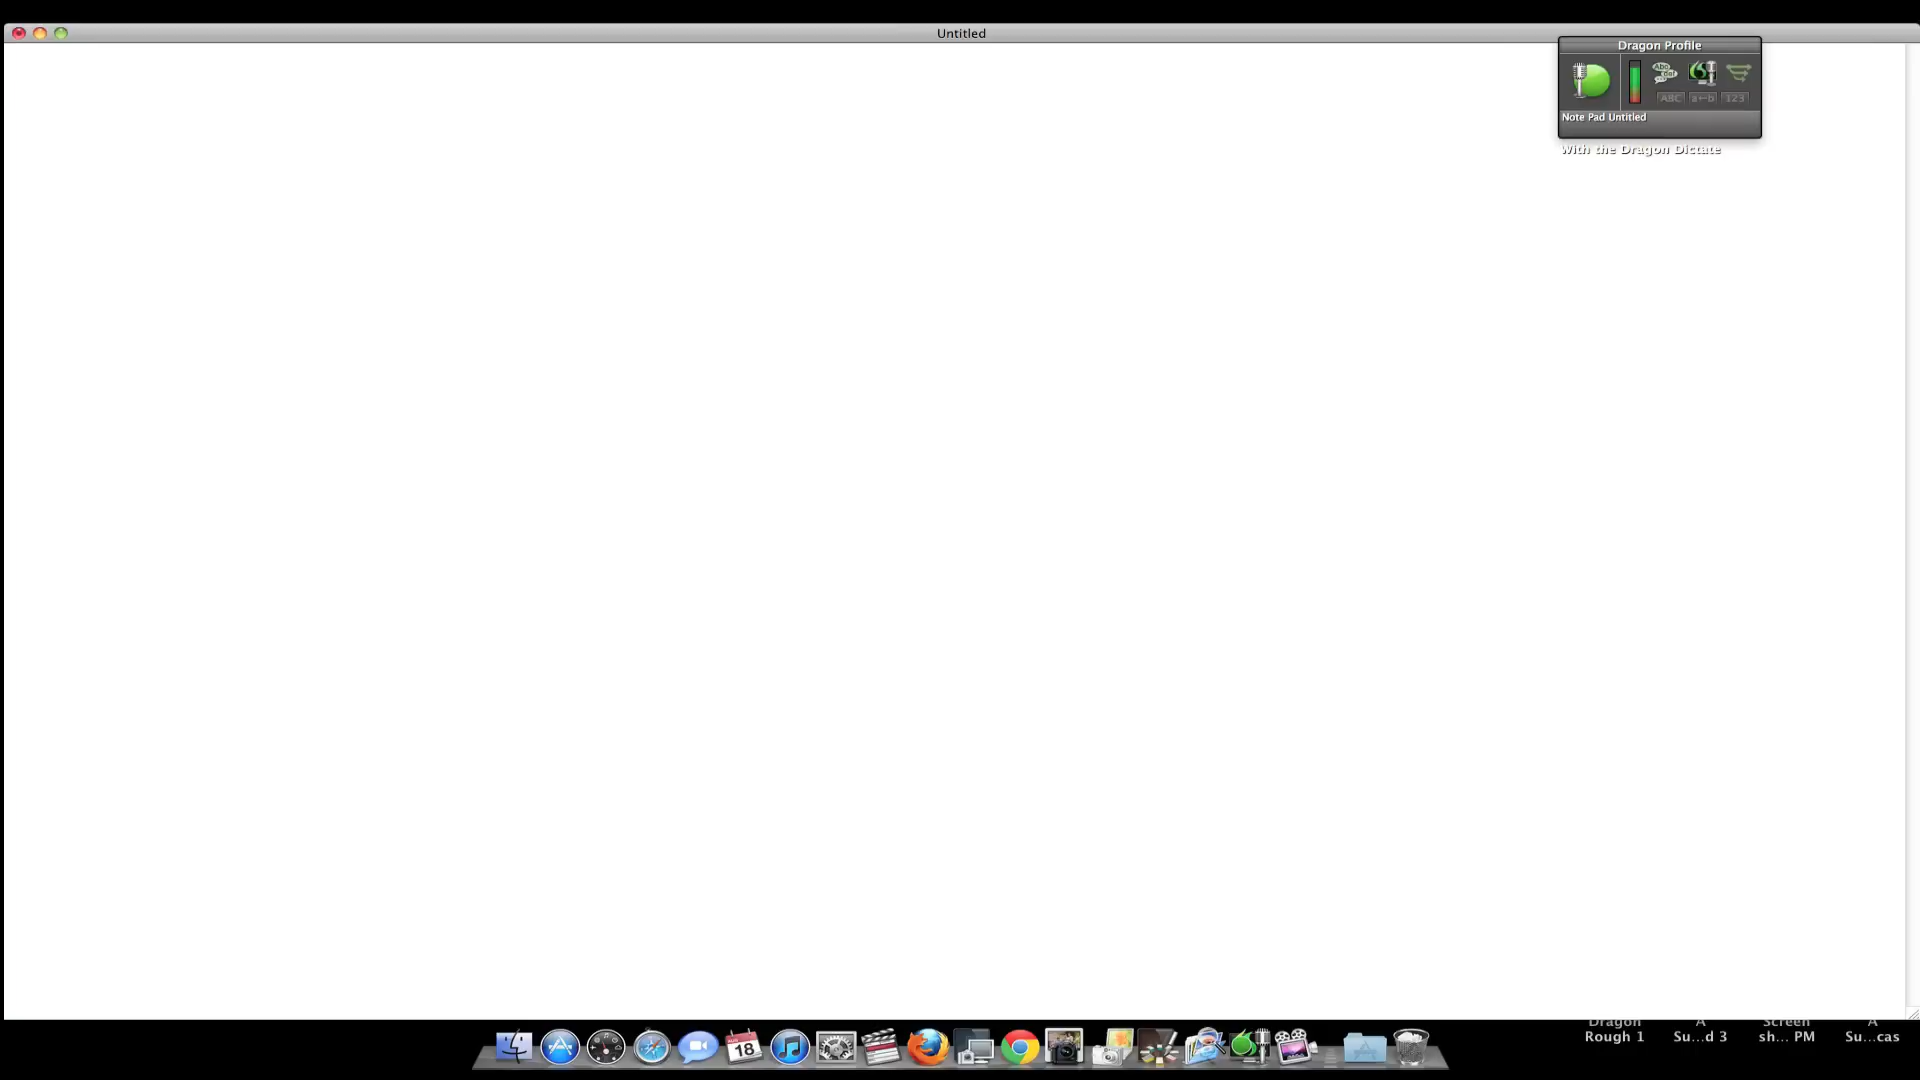 Untitled
Dragon Profile
ABC a←b 123
Note Pad Untitled
With the Dragon Dictate
AUG
18
Dragon
Rough 1
A
Su...d 3
Screen
sh... PM
A
Su...cas